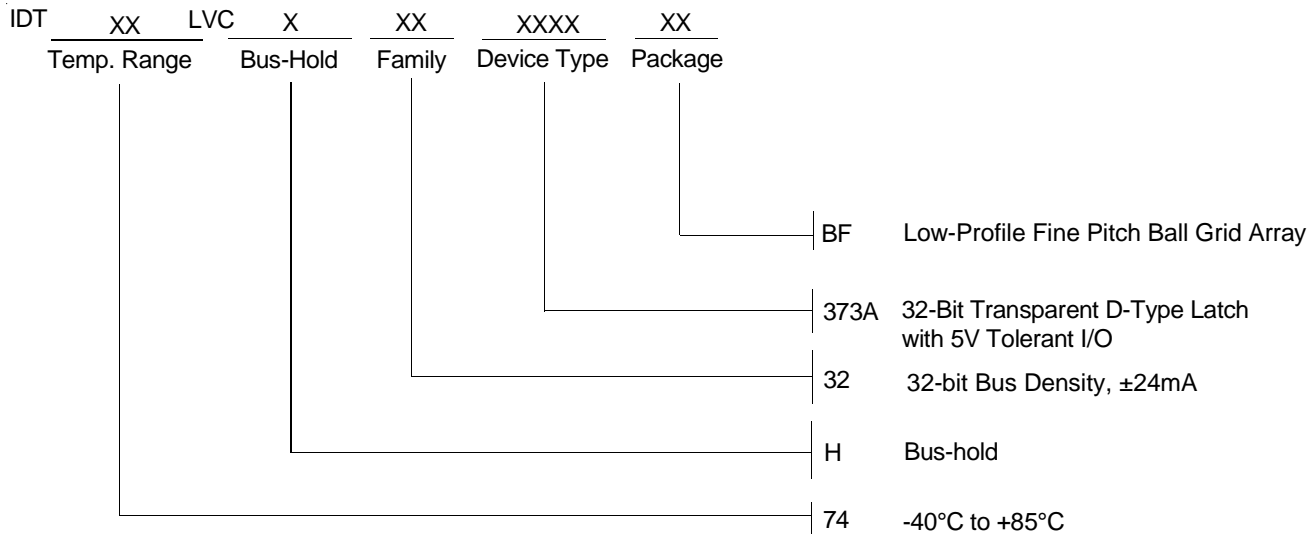 IDT XX LVC X XX XXXX XX
Temp. Range Bus-Hold Family Device Type Package
BF Low-Profile Fine Pitch Ball Grid Array
373A 32-Bit Transparent D-Type Latch
with 5V Tolerant I/O
32 32-bit Bus Density, ±24mA
H Bus-hold
74 -40°C to +85°C